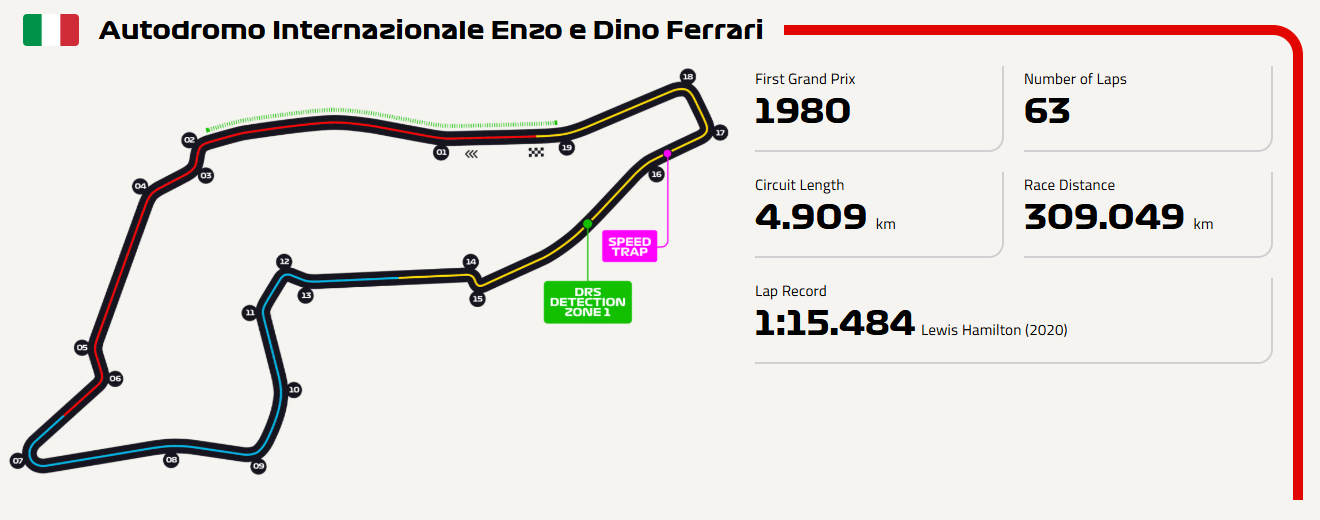 Autodromo Internazionale Enzo e Dino Ferrari
18
First Grand Prix
1980
Number of Laps
63
02
01
19
17
03
16
04
Circuit Length
4.909 km
Race Distance
309.049 km
SPEED
TRAP
12
14
13
15
DRS
DETECTION
ZONE 1
11
Lap Record
1:15.484 Lewis Hamilton (2020)
05
06
10
07
08
09